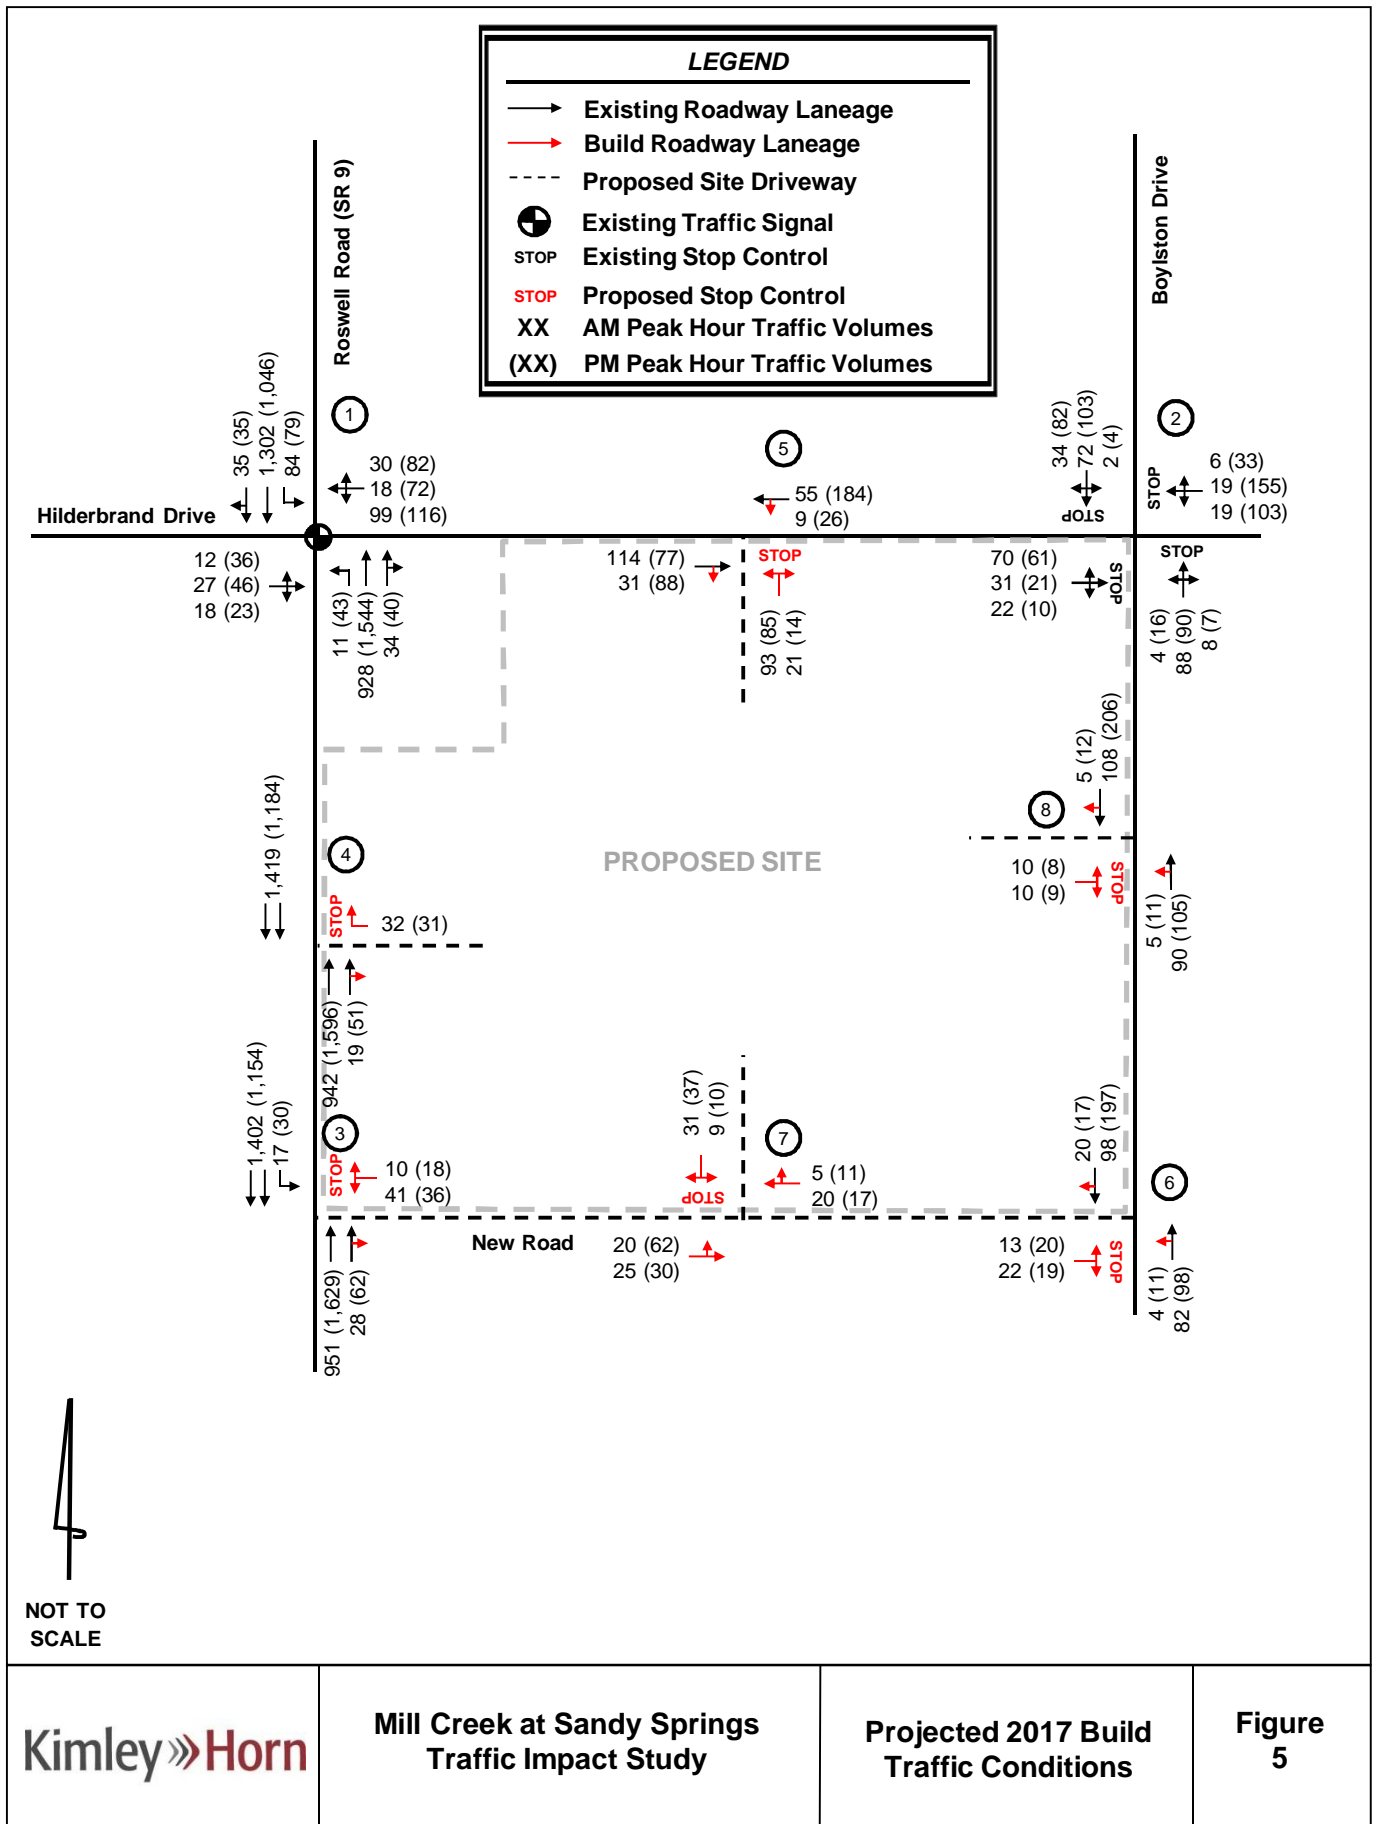 LEGEND
Existing Roadway Laneage
Build Roadway Laneage
Proposed Site Driveway
Existing Traffic Signal
STOP Existing Stop Control
STOP Proposed Stop Control
XX AM Peak Hour Traffic Volumes
(XX) PM Peak Hour Traffic Volumes
Roswell Road (SR 9)
Boylston Drive
35 (35)
1,302 (1,046)
84 (79)
1
30 (82)
18 (72)
99 (116)
Hilderbrand Drive
12 (36)
27 (46)
18 (23)
11 (43)
928 (1,544)
34 (40)
5
55 (184)
9 (26)
114 (77)
31 (88)
STOP
93 (85)
21 (14)
34 (82)
72 (103)
2 (4)
STOP
2
STOP
6 (33)
19 (155)
19 (103)
70 (61)
31 (21)
22 (10)
STOP
STOP
4 (16)
88 (90)
8 (7)
1,419 (1,184)
4
STOP
32 (31)
942 (1,596)
19 (51)
PROPOSED SITE
5 (12)
108 (206)
8
10 (8)
10 (9)
STOP
5 (11)
90 (105)
1,402 (1,154)
17 (30)
3
STOP
10 (18)
41 (36)
951 (1,629)
28 (62)
New Road
31 (37)
9 (10)
STOP
7
5 (11)
20 (17)
20 (62)
25 (30)
20 (17)
98 (197)
6
13 (20)
22 (19)
STOP
4 (11)
82 (98)
NOT TO
SCALE
Kimley»Horn
Mill Creek at Sandy Springs
Traffic Impact Study
Projected 2017 Build
Traffic Conditions
Figure
5